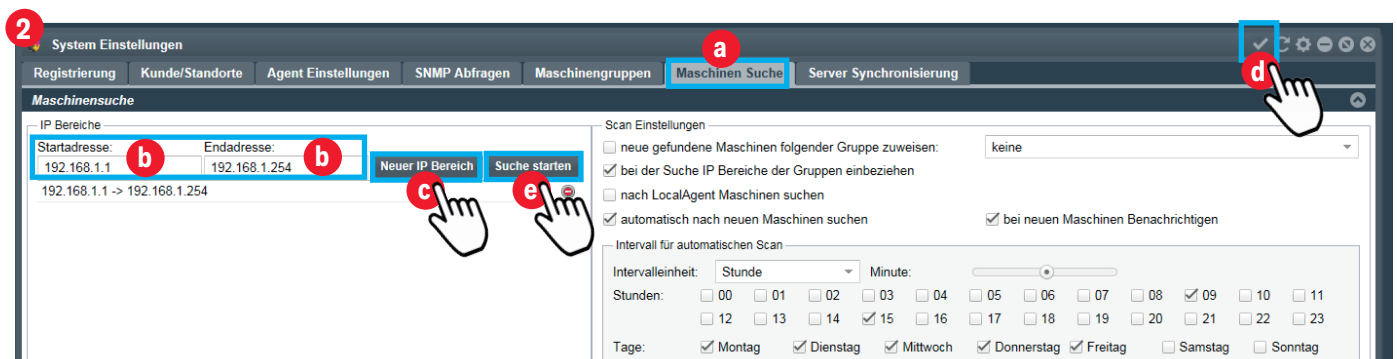 2
System Einstellungen
a
Registrierung Kunde/Standorte Agent Einstellungen SNMP Abfragen Maschinengruppen Maschinen Suche Server Synchronisierung
d
Maschinensuche
IP Bereiche
Startadresse: Endadresse:
192.168.1.1 b 192.168.1.254 b Neuer IP Bereich Suche starten
192.168.1.1 -> 192.168.1.254
c e
Scan Einstellungen
neue gefundene Maschinen folgender Gruppe zuweisen: keine
bei der Suche IP Bereiche der Gruppen einbeziehen
nach LocalAgent Maschinen suchen
automatisch nach neuen Maschinen suchen bei neuen Maschinen Benachrichtigen
Intervall für automatischen Scan
Intervalleinheit: Stunde Minute:
Stunden: 00 01 02 03 04 05 06 07 08 09 10 11
12 13 14 15 16 17 18 19 20 21 22 23
Tage: Montag Dienstag Mittwoch Donnerstag Freitag Samstag Sonntag